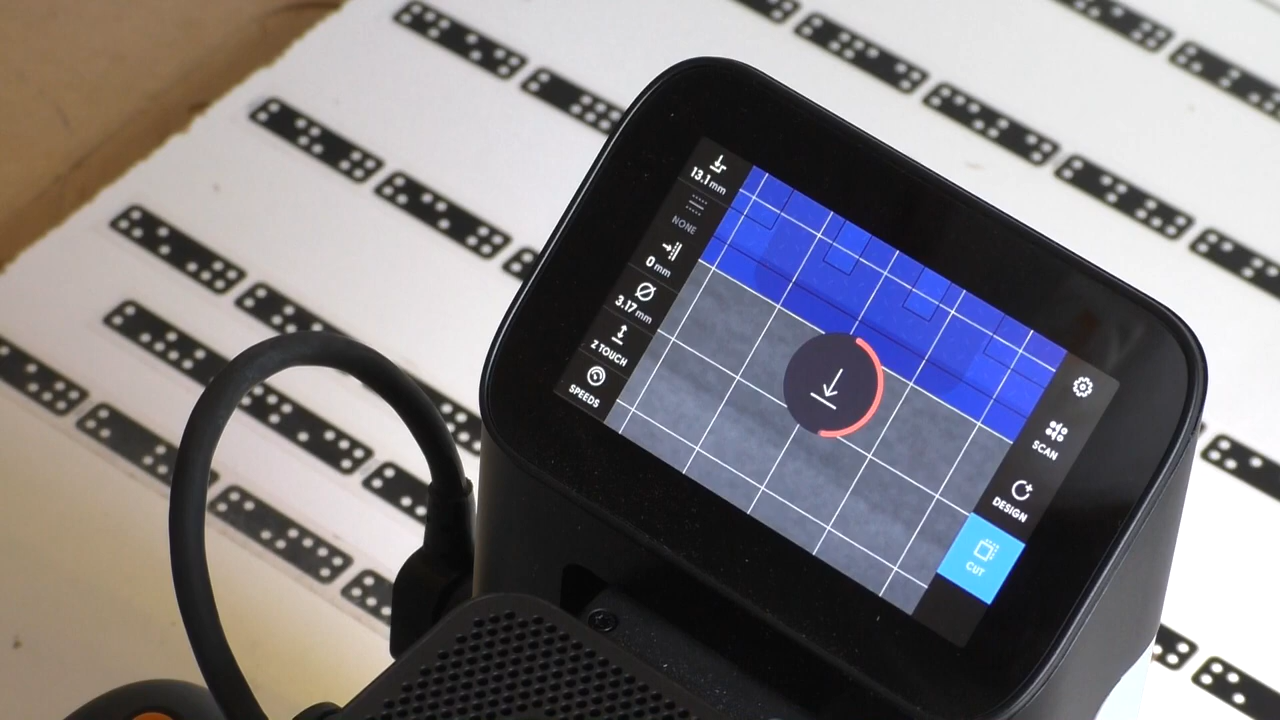 13.1 mm
NONE
0 mm
3.17 mm
Z TOUCH
SPEEDS
SCAN
DESIGN
CUT